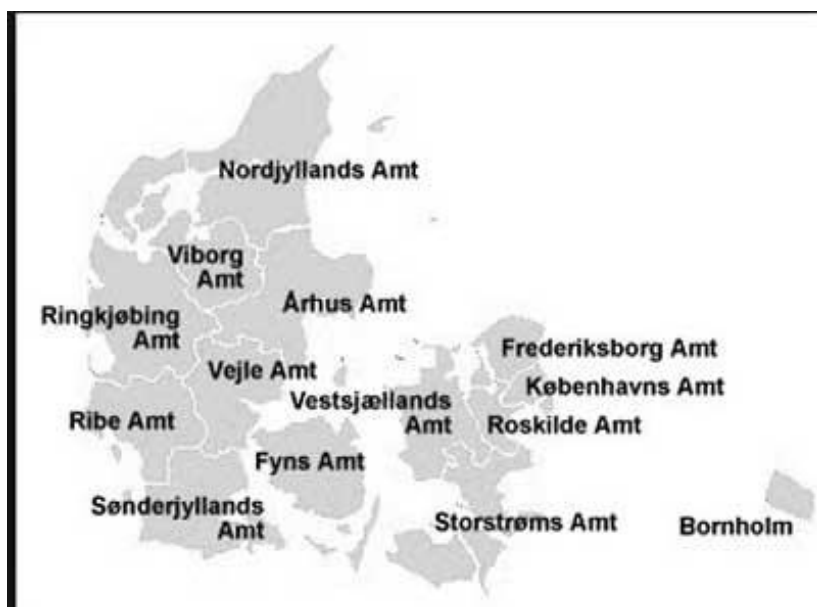 Nordjyllands Amt
Viborg
Amt
Århus Amt
Ringkjøbing
Amt
Frederiksborg Amt
Vejle Amt
Københavns Amt
Vestsjællands
Amt
Ribe Amt
Roskilde Amt
Fyns Amt
Sønderjyllands
Amt
Storstrøms Amt
Bornholm